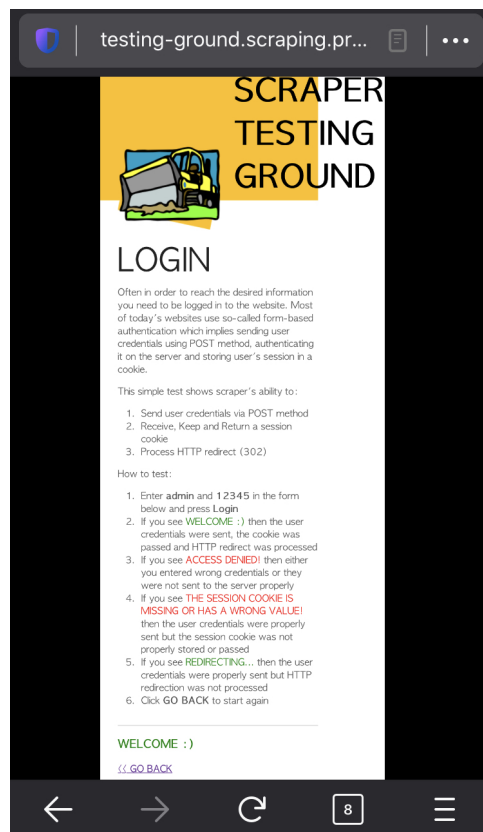 testing-ground.scraping.pr...
SCRAPER
TESTING
GROUND
LOGIN
Often in order to reach the desired information
you need to be logged in to the website. Most
of today's websites use so-called form-based
authentication which implies sending user
credentials using POST method, authenticating
it on the server and storing user's session in a
cookie.
This simple test shows scraper's ability to:
1. Send user credentials via POST method
2. Receive, Keep and Return a session
cookie
3. Process HTTP redirect (302)
How to test:
1. Enter admin and 12345 in the form
below and press Login
2. If you see WELCOME :) then the user
credentials were sent, the cookie was
passed and HTTP redirect was processed
3. If you see ACCESS DENIED! then either
you entered wrong credentials or they
were not sent to the server properly
4. If you see THE SESSION COOKIE IS
MISSING OR HAS A WRONG VALUE!
then the user credentials were properly
sent but the session cookie was not
properly stored or passed
5. If you see REDIRECTING... then the user
credentials were properly sent but HTTP
redirection was not processed
6. Click GO BACK to start again
WELCOME :)
<< GO BACK
8